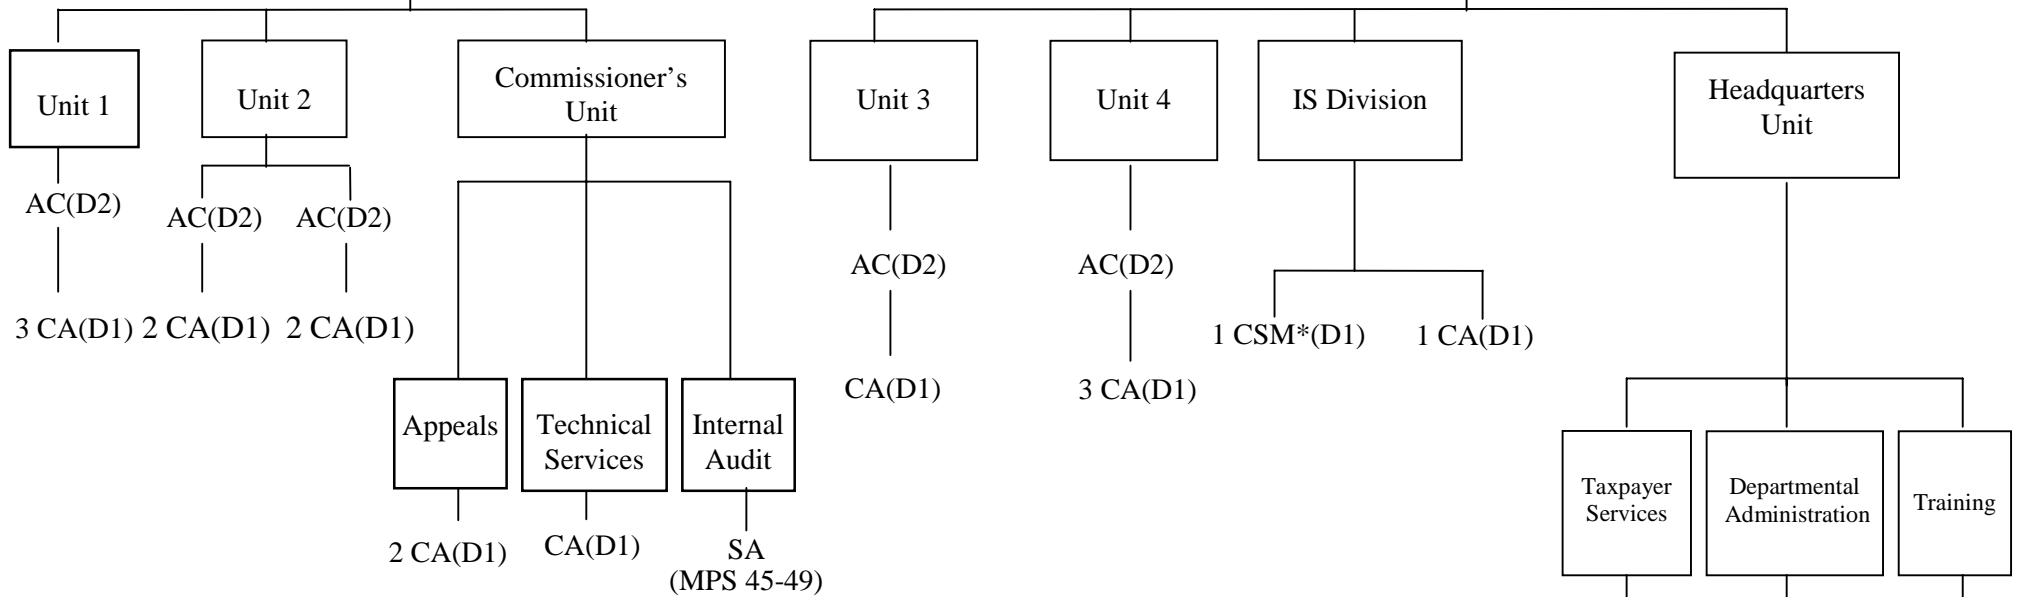 Unit 1
Unit 2
Commissioner’s
Unit
Unit 3
Unit 4
IS Division
Headquarters
Unit
AC(D2)
AC(D2)
AC(D2)
AC(D2)
AC(D2)
3 CA(D1)
2 CA(D1)
2 CA(D1)
1 CSM*(D1)
1 CA(D1)
CA(D1)
3 CA(D1)
Appeals
Technical
Services
Internal
Audit
Taxpayer
Services
Departmental
Administration
Training
2 CA(D1)
CA(D1)
SA
(MPS 45-49)